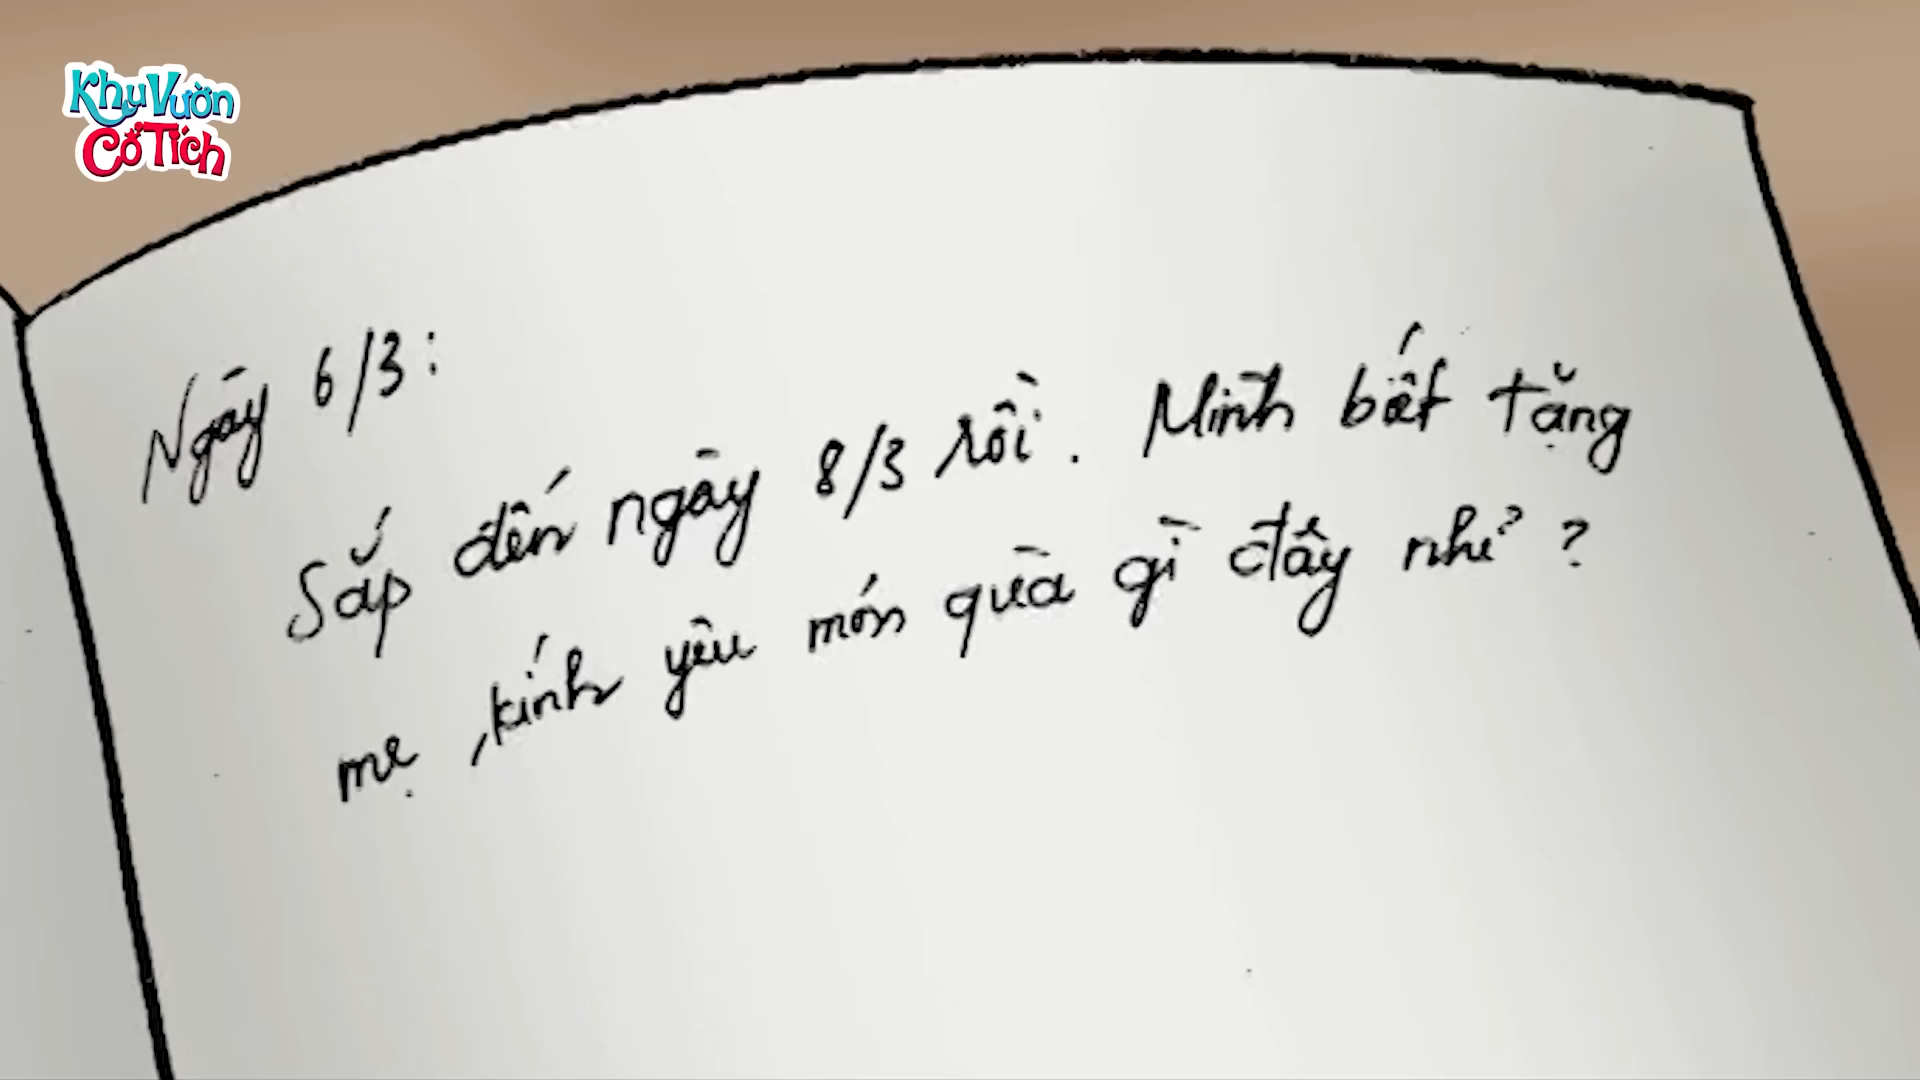 Khu Vườn
Cổ Tích
Ngày 6/3:
Sắp đến ngày 8/3 rồi. Mình bất tặng
mẹ kính yêu món quà gì đây nhỉ?